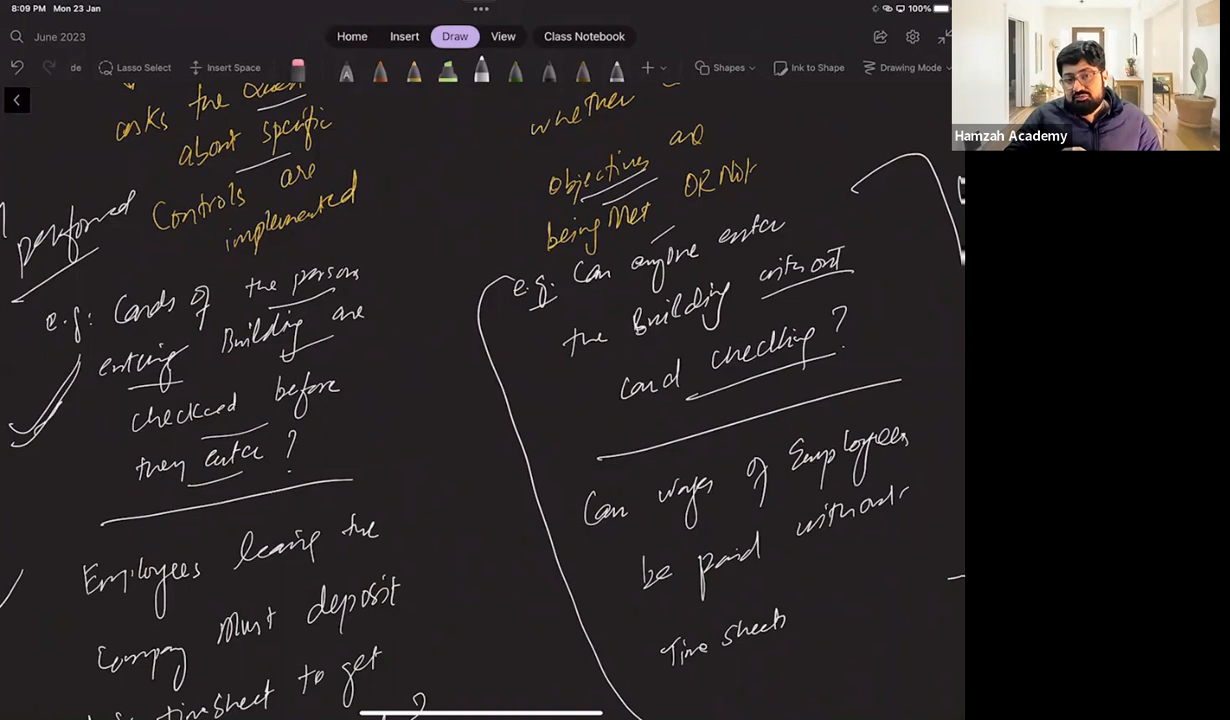 8:09 PM Mon 23 Jan
100%
June 2023
Home Insert Draw View Class Notebook
de Lasso Select Insert Space
Shapes Ink to Shape Drawing Mode
Hamzah Academy
asks the
about specific
Controls are
implemented
performed
e.g: Cards of the persons
entering Building are
checked before
they enter ?
Employees leaving the
Company Must deposit
timesheet to get
?
whether
objectives are
being Met OR Not
e.g. Can anyone enter
the Building without
card checking ?
Can wages of Employees
be paid without
Time sheets